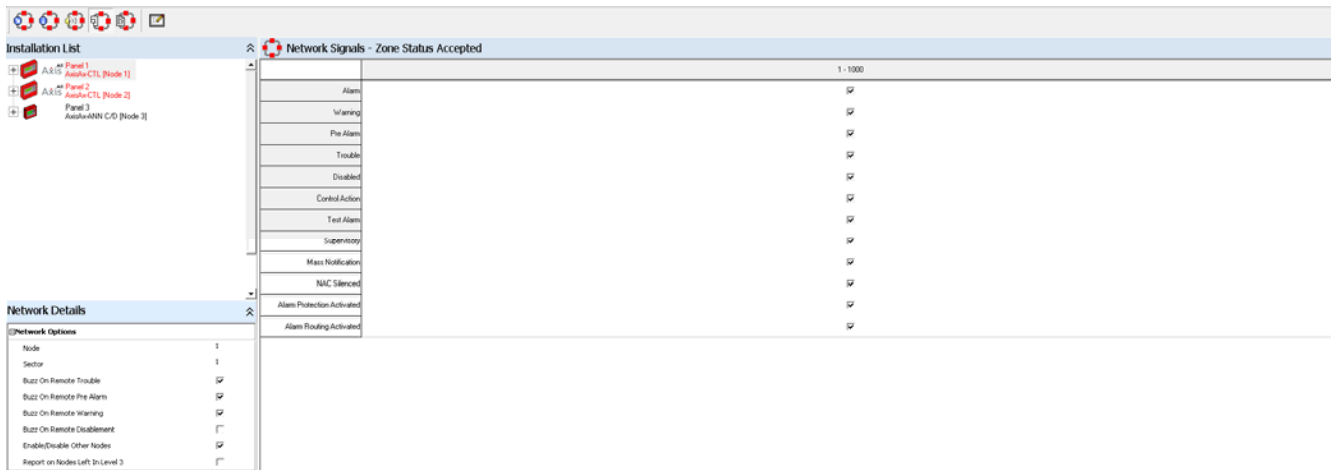 Installation List
Axis AX Panel 1
AxisAx-CTL [Node 1]
Axis AX Panel 2
AxisAx-CTL [Node 2]
Panel 3
AxisAx-ANN C/D [Node 3]
Network Signals - Zone Status Accepted
1 - 1000
Alarm
Warning
Pre Alarm
Trouble
Disabled
Control Action
Test Alarm
Supervisory
Mass Notification
NAC Silenced
Alarm Protection Activated
Alarm Routing Activated
Network Details
Network Options
Node 1
Sector 1
Buzz On Remote Trouble
Buzz On Remote Pre Alarm
Buzz On Remote Warning
Buzz On Remote Disablement
Enable/Disable Other Nodes
Report on Nodes Left In Level 3